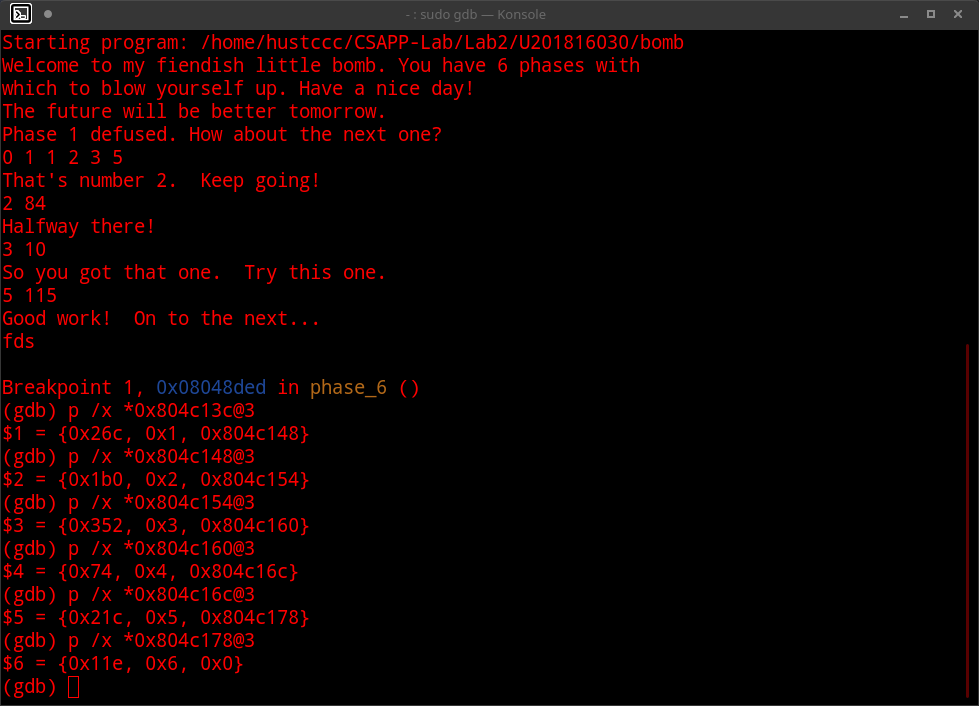 - : sudo gdb — Konsole
Starting program: /home/hustccc/CSAPP-Lab/Lab2/U201816030/bomb
Welcome to my fiendish little bomb. You have 6 phases with
which to blow yourself up. Have a nice day!
The future will be better tomorrow.
Phase 1 defused. How about the next one?
0 1 1 2 3 5
That's number 2.  Keep going!
2 84
Halfway there!
3 10
So you got that one.  Try this one.
5 115
Good work!  On to the next...
fds
Breakpoint 1, 0x08048ded in phase_6 ()
(gdb) p /x *0x804c13c@3
$1 = {0x26c, 0x1, 0x804c148}
(gdb) p /x *0x804c148@3
$2 = {0x1b0, 0x2, 0x804c154}
(gdb) p /x *0x804c154@3
$3 = {0x352, 0x3, 0x804c160}
(gdb) p /x *0x804c160@3
$4 = {0x74, 0x4, 0x804c16c}
(gdb) p /x *0x804c16c@3
$5 = {0x21c, 0x5, 0x804c178}
(gdb) p /x *0x804c178@3
$6 = {0x11e, 0x6, 0x0}
(gdb)